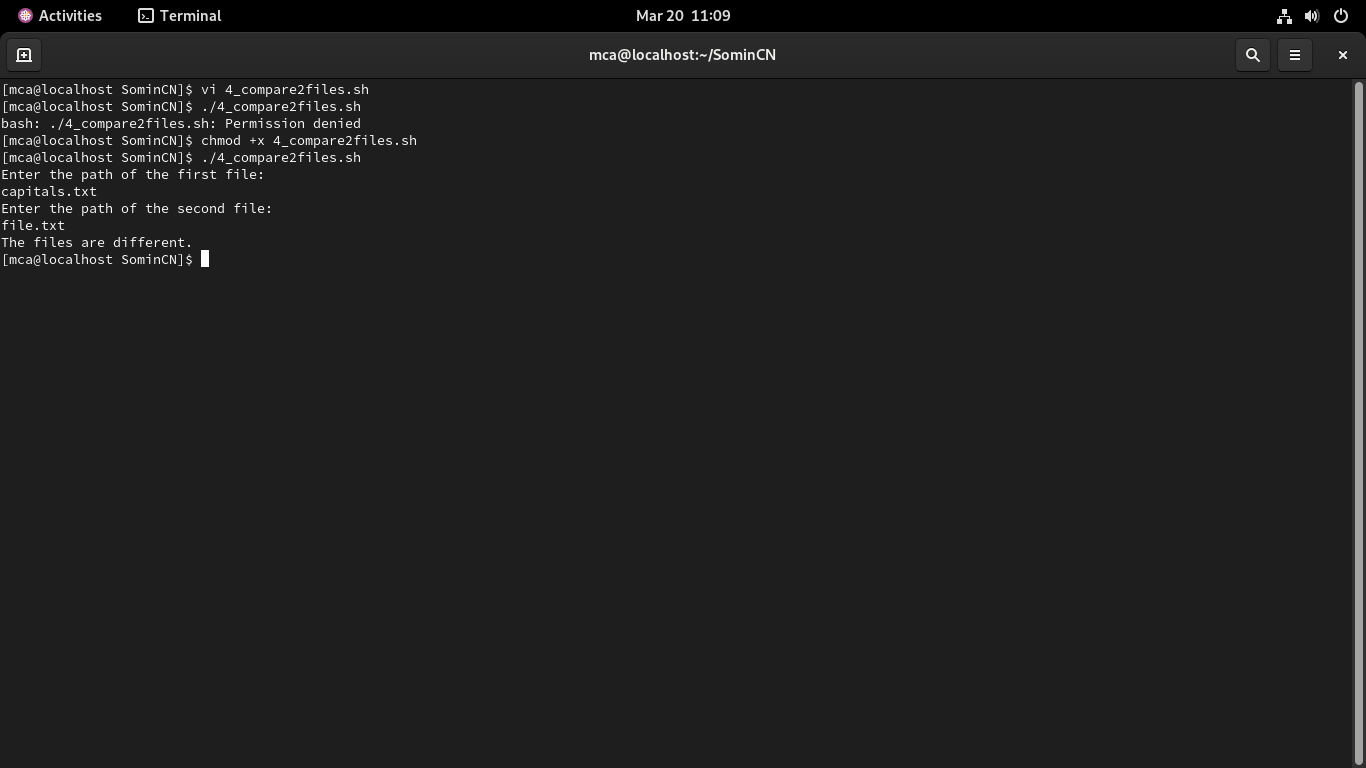 Activities Terminal Mar 20 11:09
mca@localhost:~/SominCN
[mca@localhost SominCN]$ vi 4_compare2files.sh
[mca@localhost SominCN]$ ./4_compare2files.sh
bash: ./4_compare2files.sh: Permission denied
[mca@localhost SominCN]$ chmod +x 4_compare2files.sh
[mca@localhost SominCN]$ ./4_compare2files.sh
Enter the path of the first file:
capitals.txt
Enter the path of the second file:
file.txt
The files are different.
[mca@localhost SominCN]$